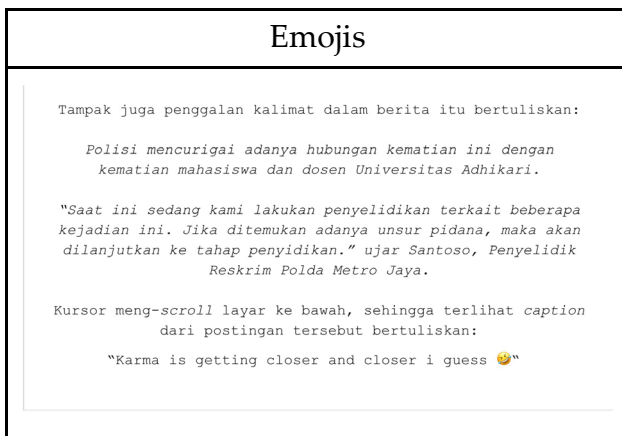 Emojis
Tampak juga penggalan kalimat dalam berita itu bertuliskan:
Polisi mencurigai adanya hubungan kematian ini dengan
kematian mahasiswa dan dosen Universitas Adhikari.
“Saat ini sedang kami lakukan penyelidikan terkait beberapa
kejadian ini. Jika ditemukan adanya unsur pidana, maka akan
dilanjutkan ke tahap penyidikan.” ujar Santoso, Penyelidik
Reskrim Polda Metro Jaya.
Kursor meng-scroll layar ke bawah, sehingga terlihat caption
dari postingan tersebut bertuliskan:
“Karma is getting closer and closer i guess 🤣“